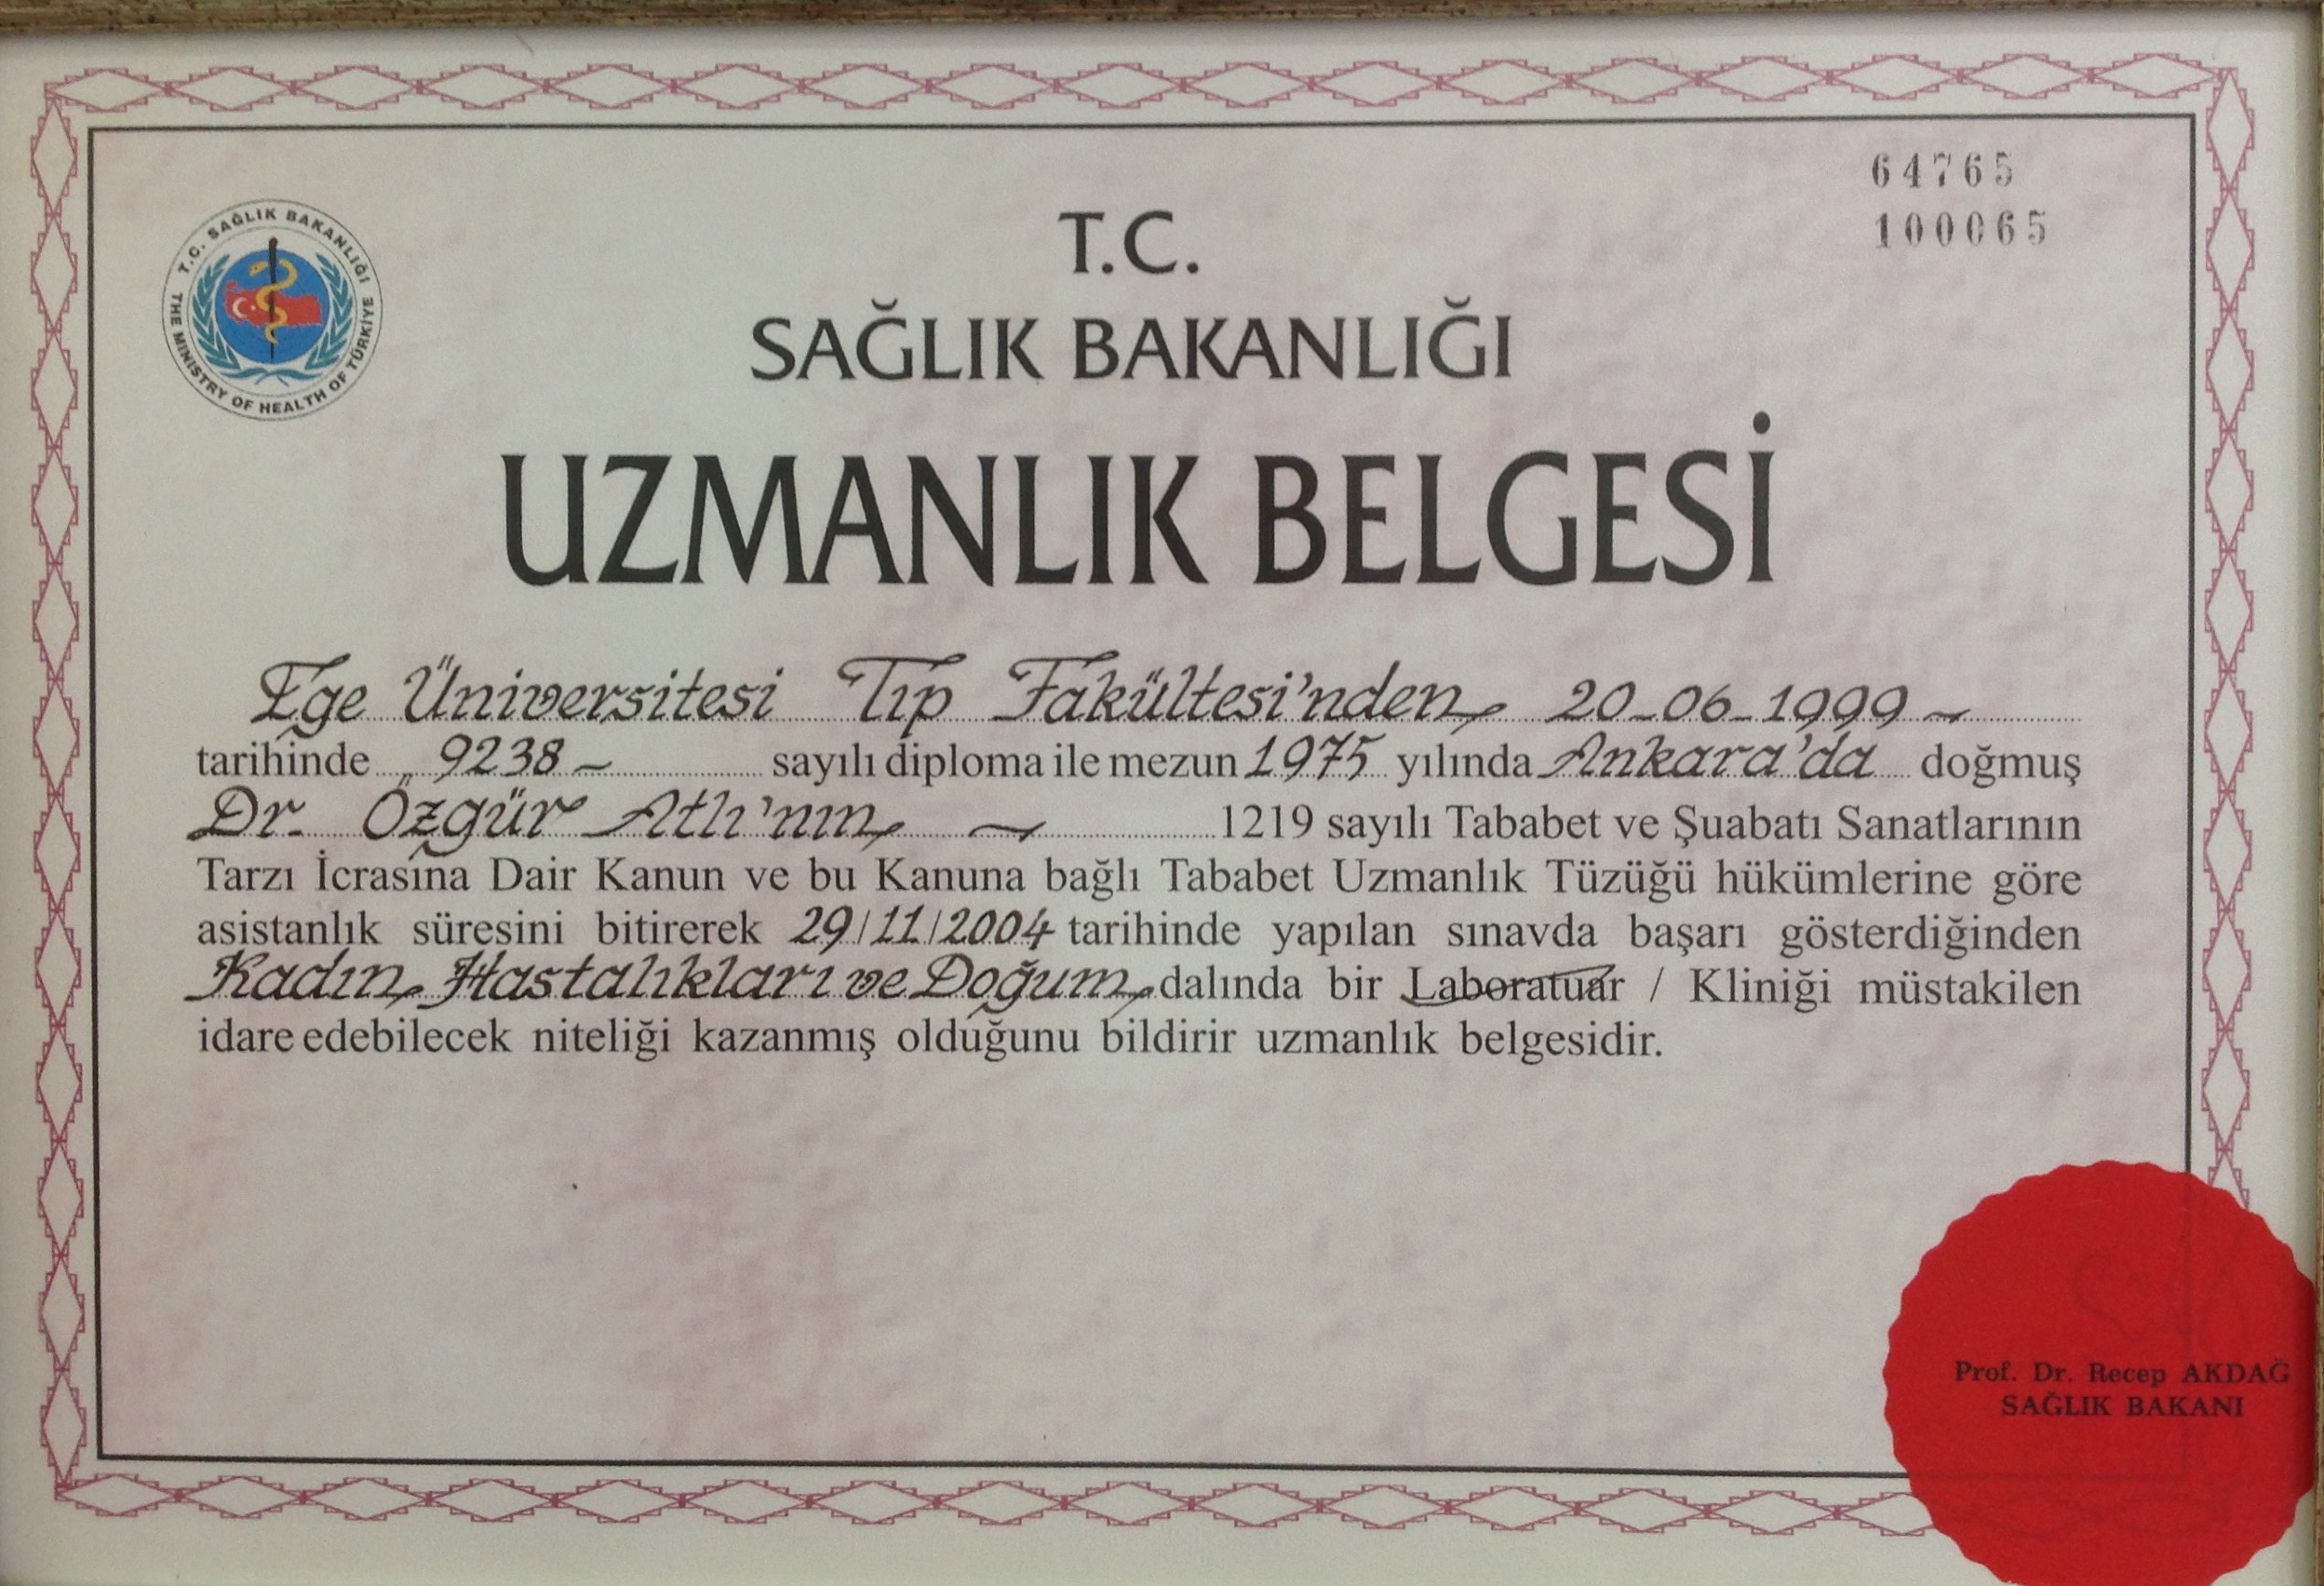 64765
100065
T.C. SAĞLIK BAKANLIĞI
THE MINISTRY OF HEALTH OF TÜRKİYE
T.C.
SAĞLIK BAKANLIĞI
UZMANLIK BELGESİ
Ege Üniversitesi Tıp Fakültesi'nden 20-06-1999
tarihinde 9238 sayılı diploma ile mezun 1975 yılında Ankara'da doğmuş
Dr. Özgür Atlı'nın 1219 sayılı Tababet ve Şuabatı Sanatlarının
Tarzı İcrasına Dair Kanun ve bu Kanuna bağlı Tababet Uzmanlık Tüzüğü hükümlerine göre
asistanlık süresini bitirerek 29/11/2004 tarihinde yapılan sınavda başarı gösterdiğinden
Kadın Hastalıkları ve Doğum dalında bir Laboratuar / Kliniği müstakilen
idare edebilecek niteliği kazanmış olduğunu bildirir uzmanlık belgesidir.
Prof. Dr. Recep AKDAĞ
SAĞLIK BAKANI